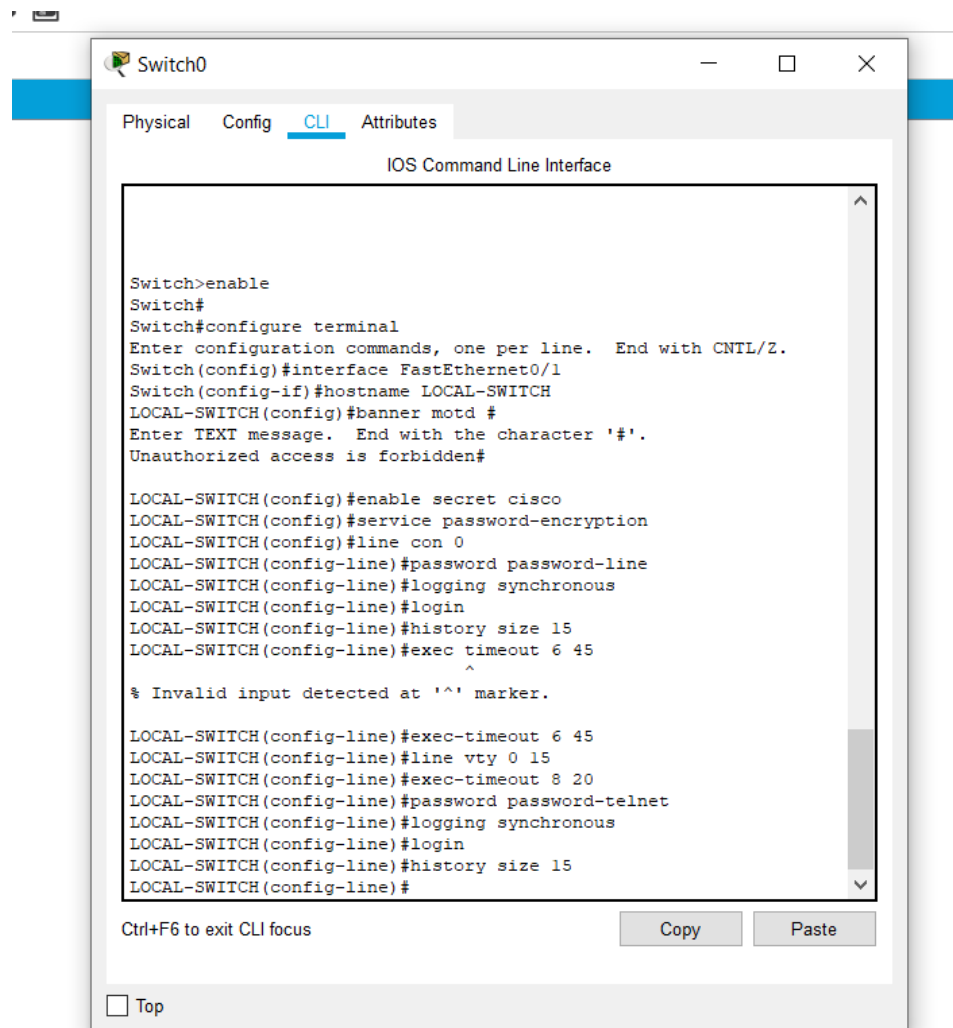 Switch0
Physical Config CLI Attributes
IOS Command Line Interface
Switch>enable
Switch#
Switch#configure terminal
Enter configuration commands, one per line.  End with CNTL/Z.
Switch(config)#interface FastEthernet0/1
Switch(config-if)#hostname LOCAL-SWITCH
LOCAL-SWITCH(config)#banner motd #
Enter TEXT message.  End with the character '#'.
Unauthorized access is forbidden#
LOCAL-SWITCH(config)#enable secret cisco
LOCAL-SWITCH(config)#service password-encryption
LOCAL-SWITCH(config)#line con 0
LOCAL-SWITCH(config-line)#password password-line
LOCAL-SWITCH(config-line)#logging synchronous
LOCAL-SWITCH(config-line)#login
LOCAL-SWITCH(config-line)#history size 15
LOCAL-SWITCH(config-line)#exec timeout 6 45
^
% Invalid input detected at '^' marker.
LOCAL-SWITCH(config-line)#exec-timeout 6 45
LOCAL-SWITCH(config-line)#line vty 0 15
LOCAL-SWITCH(config-line)#exec-timeout 8 20
LOCAL-SWITCH(config-line)#password password-telnet
LOCAL-SWITCH(config-line)#logging synchronous
LOCAL-SWITCH(config-line)#login
LOCAL-SWITCH(config-line)#history size 15
LOCAL-SWITCH(config-line)#
Ctrl+F6 to exit CLI focus Copy Paste
Top